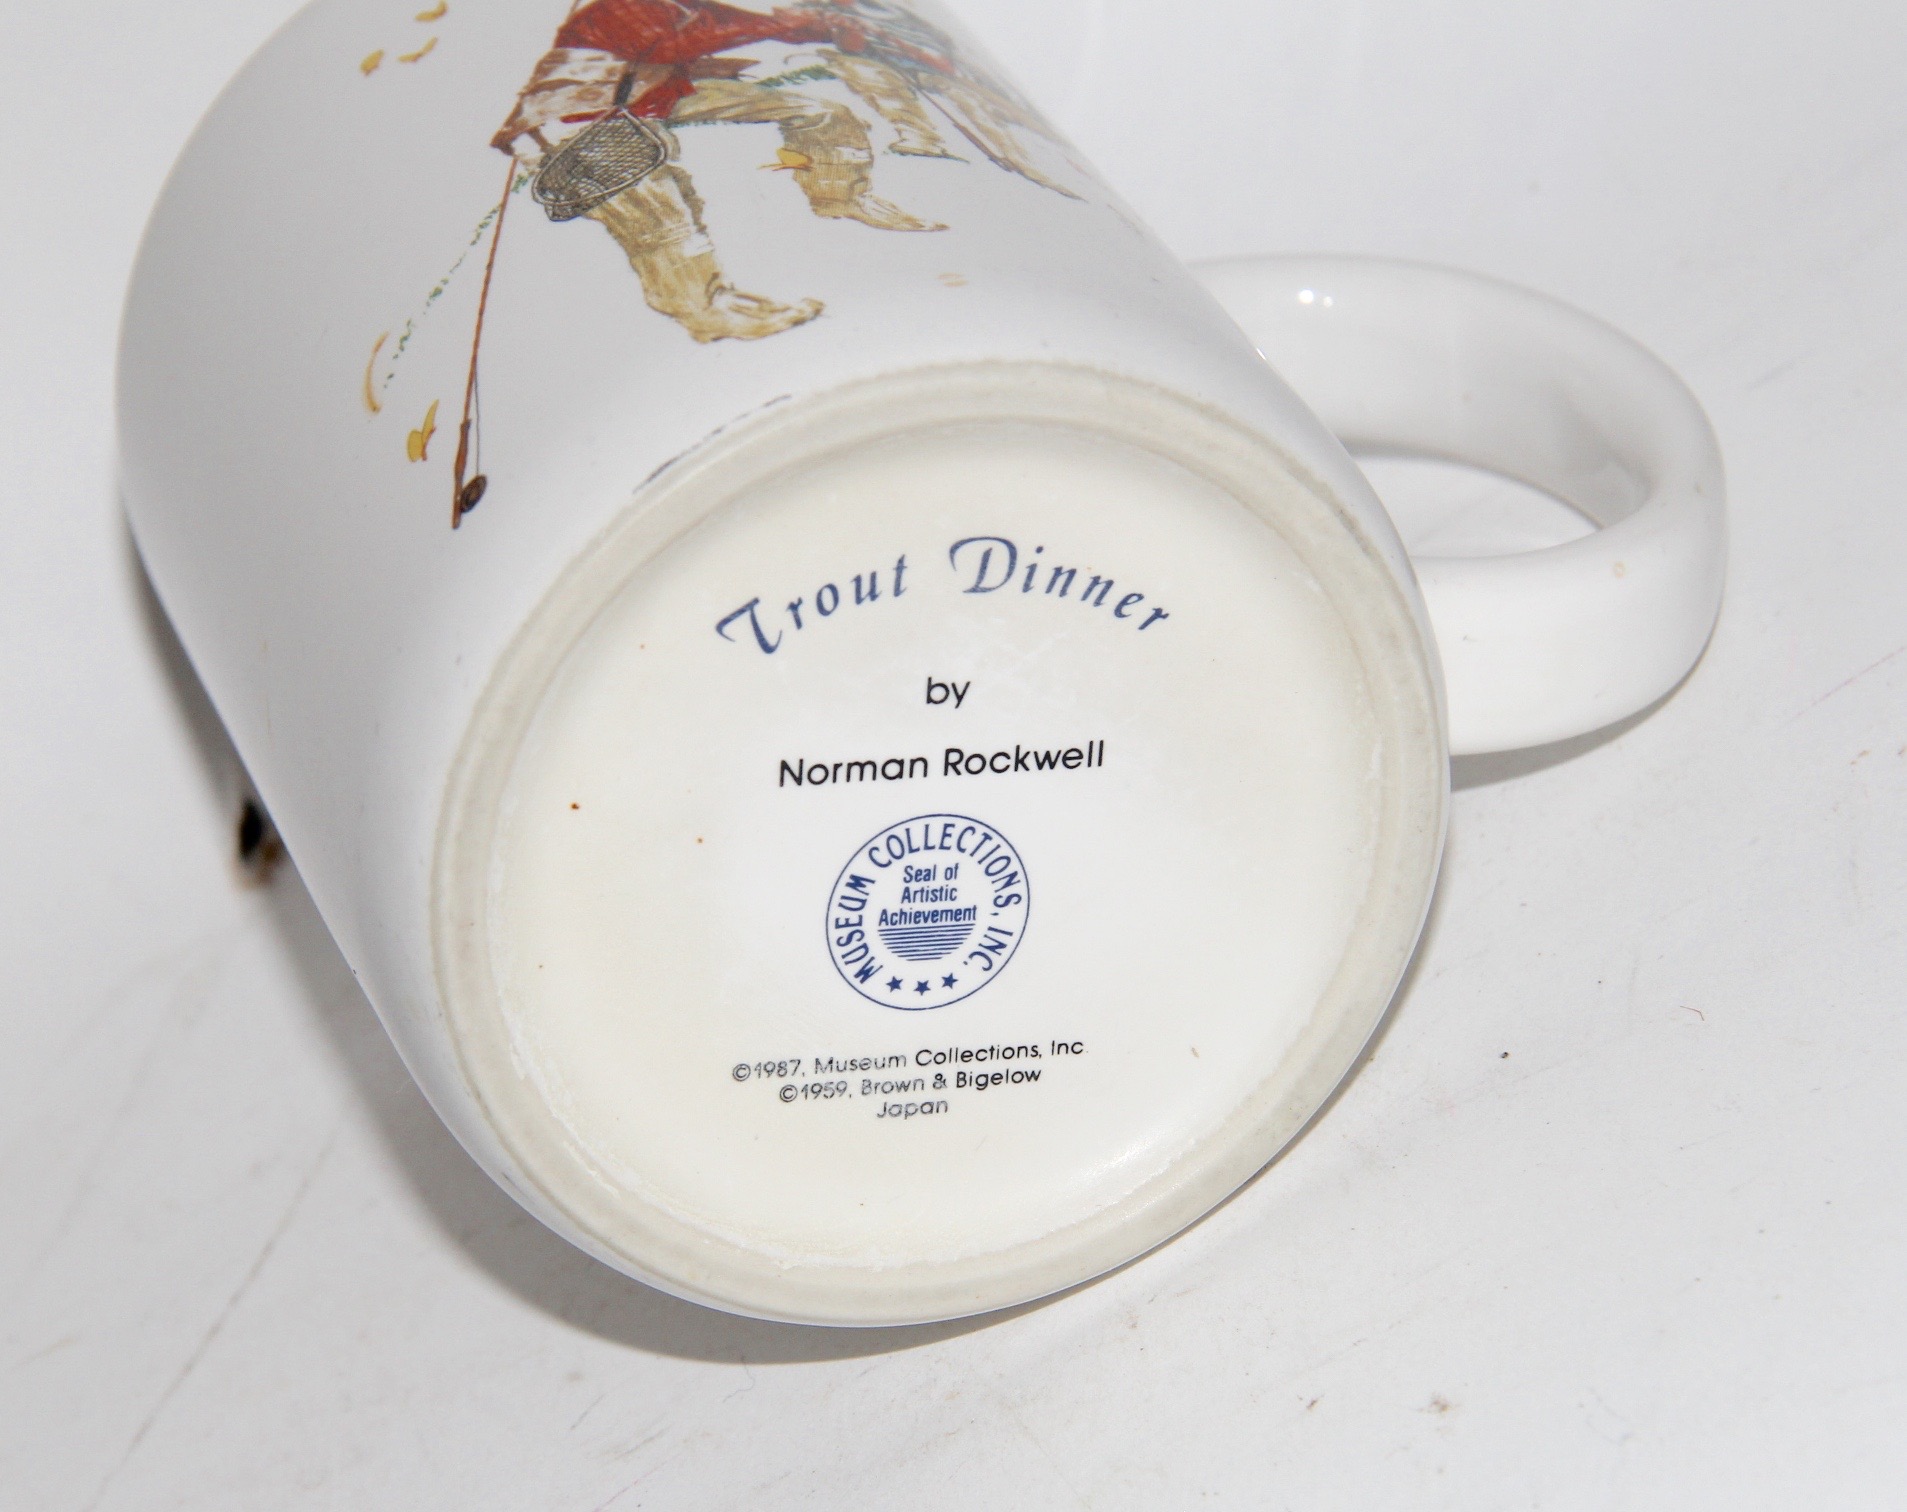 Trout Dinner
by
Norman Rockwell
MUSEUM COLLECTIONS, INC.
Seal of
Artistic
Achievement
©1987, Museum Collections, Inc.
©1959, Brown & Bigelow
Japan